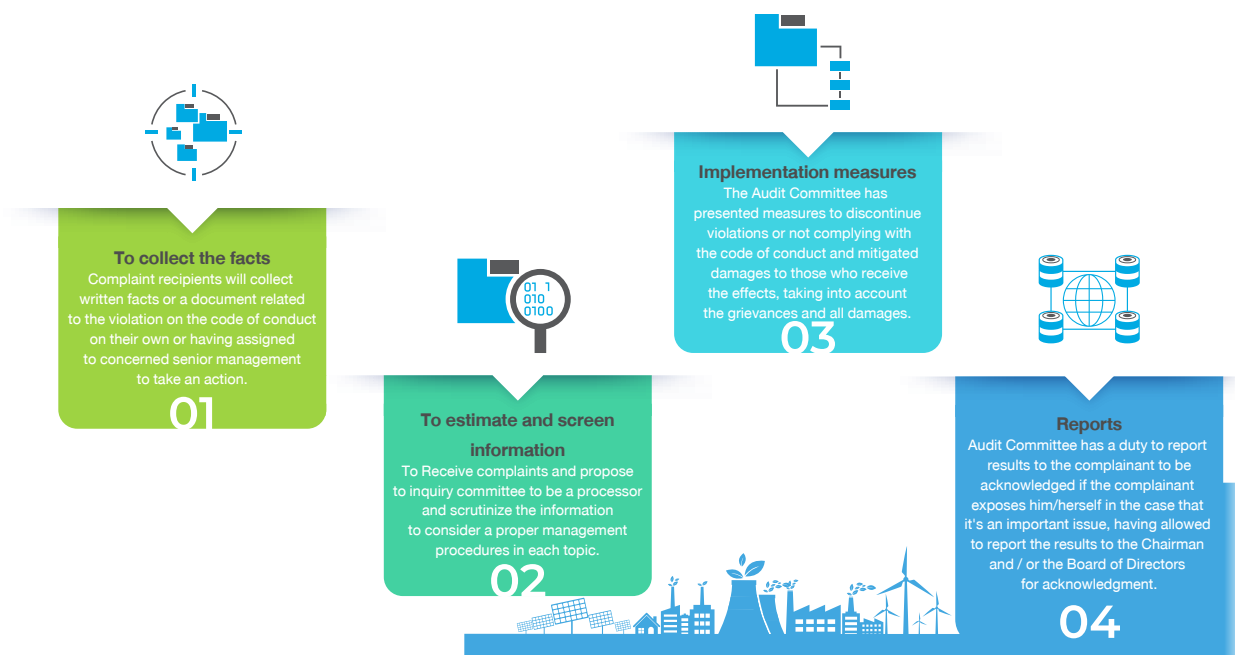 To collect the facts
Complaint recipients will collect
written facts or a document related
to the violation on the code of conduct
on their own or having assigned
to concerned senior management
to take an action.
01
01 1
010
0100
To estimate and screen
information
To Receive complaints and propose
to inquiry committee to be a processor
and scrutinize the information
to consider a proper management
procedures in each topic.
02
Implementation measures
The Audit Committee has
presented measures to discontinue
violations or not complying with
the code of conduct and mitigated
damages to those who receive
the effects, taking into account
the grievances and all damages.
03
Reports
Audit Committee has a duty to report
results to the complainant to be
acknowledged if the complainant
exposes him/herself in the case that
it's an important issue, having allowed
to report the results to the Chairman
and / or the Board of Directors
for acknowledgment.
04